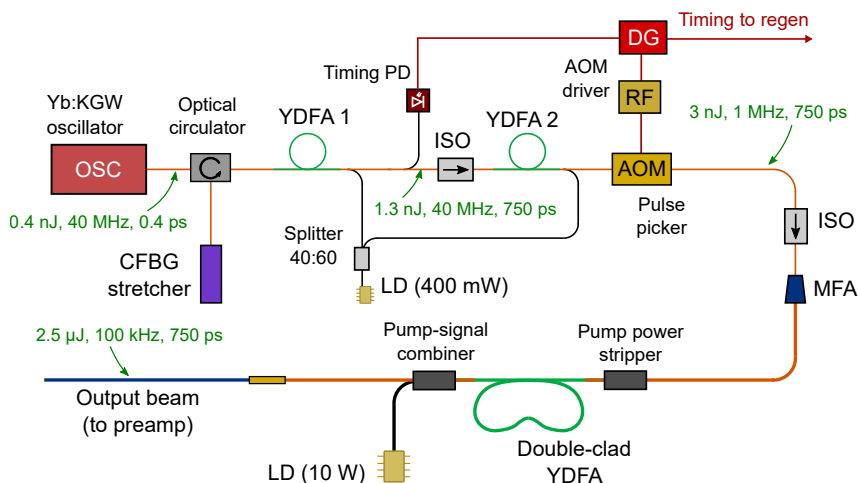 DG
Timing to regen
Timing PD
AOM
driver
RF
Yb:KGW
oscillator
Optical
circulator
YDFA 1
ISO
YDFA 2
3 nJ, 1 MHz, 750 ps
OSC
AOM
0.4 nJ, 40 MHz, 0.4 ps
1.3 nJ, 40 MHz, 750 ps
Pulse
picker
ISO
CFBG
stretcher
Splitter
40:60
LD (400 mW)
MFA
2.5 µJ, 100 kHz, 750 ps
Pump-signal
combiner
Pump power
stripper
Output beam
(to preamp)
LD (10 W)
Double-clad
YDFA